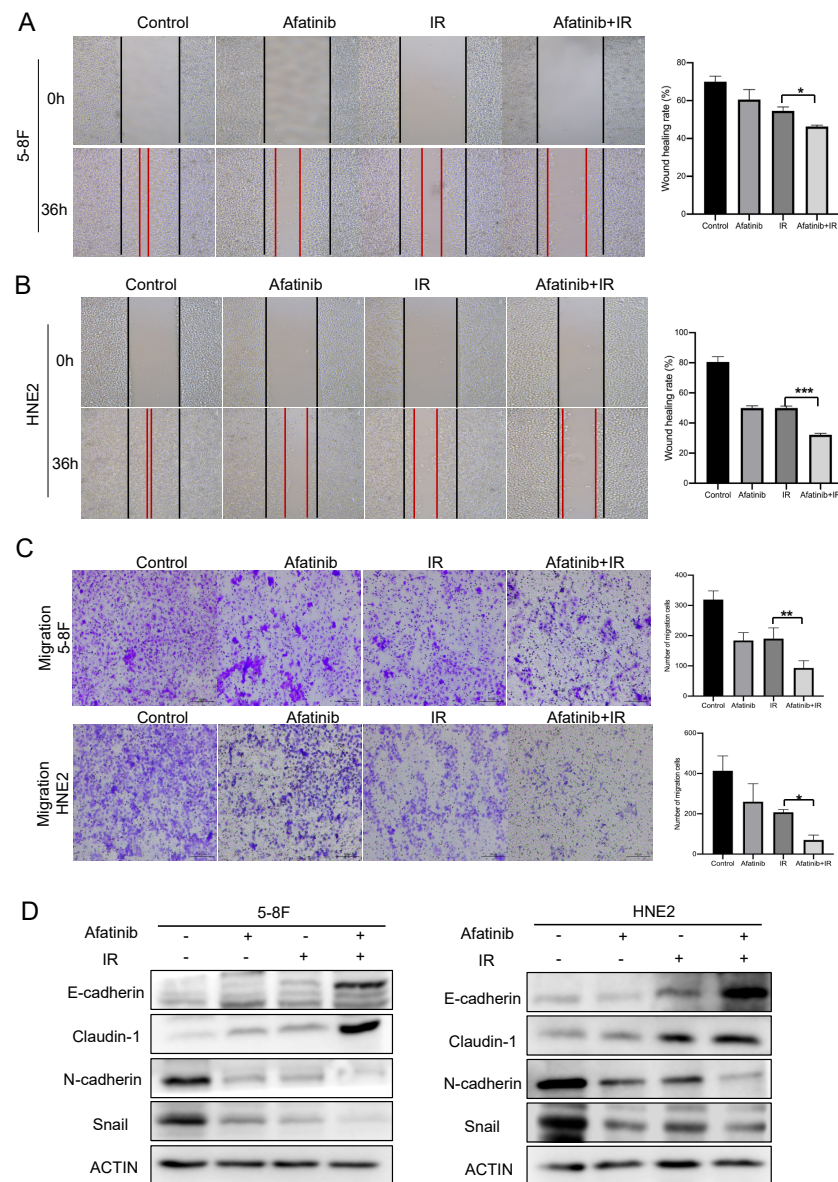 A
Control Afatinib IR Afatinib+IR
5-8F
0h
36h
Wound healing rate (%)
80
60
40
20
0
*
Control Afatinib IR Afatinib+IR
B
Control Afatinib IR Afatinib+IR
HNE2
0h
36h
Wound healing rate (%)
100
80
60
40
20
0
***
Control Afatinib IR Afatinib+IR
C
Control Afatinib IR Afatinib+IR
Migration
5-8F
Number of migration cells
400
300
200
100
0
**
Control Afatinib IR Afatinib+IR
Control Afatinib IR Afatinib+IR
Migration
HNE2
Number of migration cells
600
400
200
0
*
Control Afatinib IR Afatinib+IR
D
5-8F
Afatinib - + - +
IR - - + +
E-cadherin
Claudin-1
N-cadherin
Snail
ACTIN
HNE2
Afatinib - + - +
IR - - + +
E-cadherin
Claudin-1
N-cadherin
Snail
ACTIN